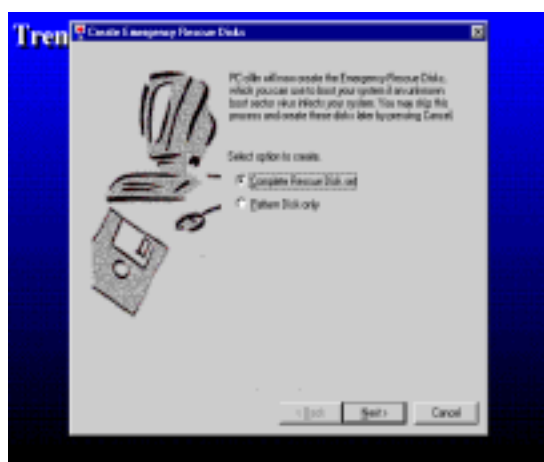 Tren
Create Emergency Rescue Disks
PC-cillin will now create the Emergency Rescue Disks,
which you can use to boot your system if an unknown
boot sector virus infects your system. You may skip this
process and create these disks later by pressing Cancel.
Select option to create.
Complete Rescue Disk set
Pattern Disk only
< Back
Next >
Cancel